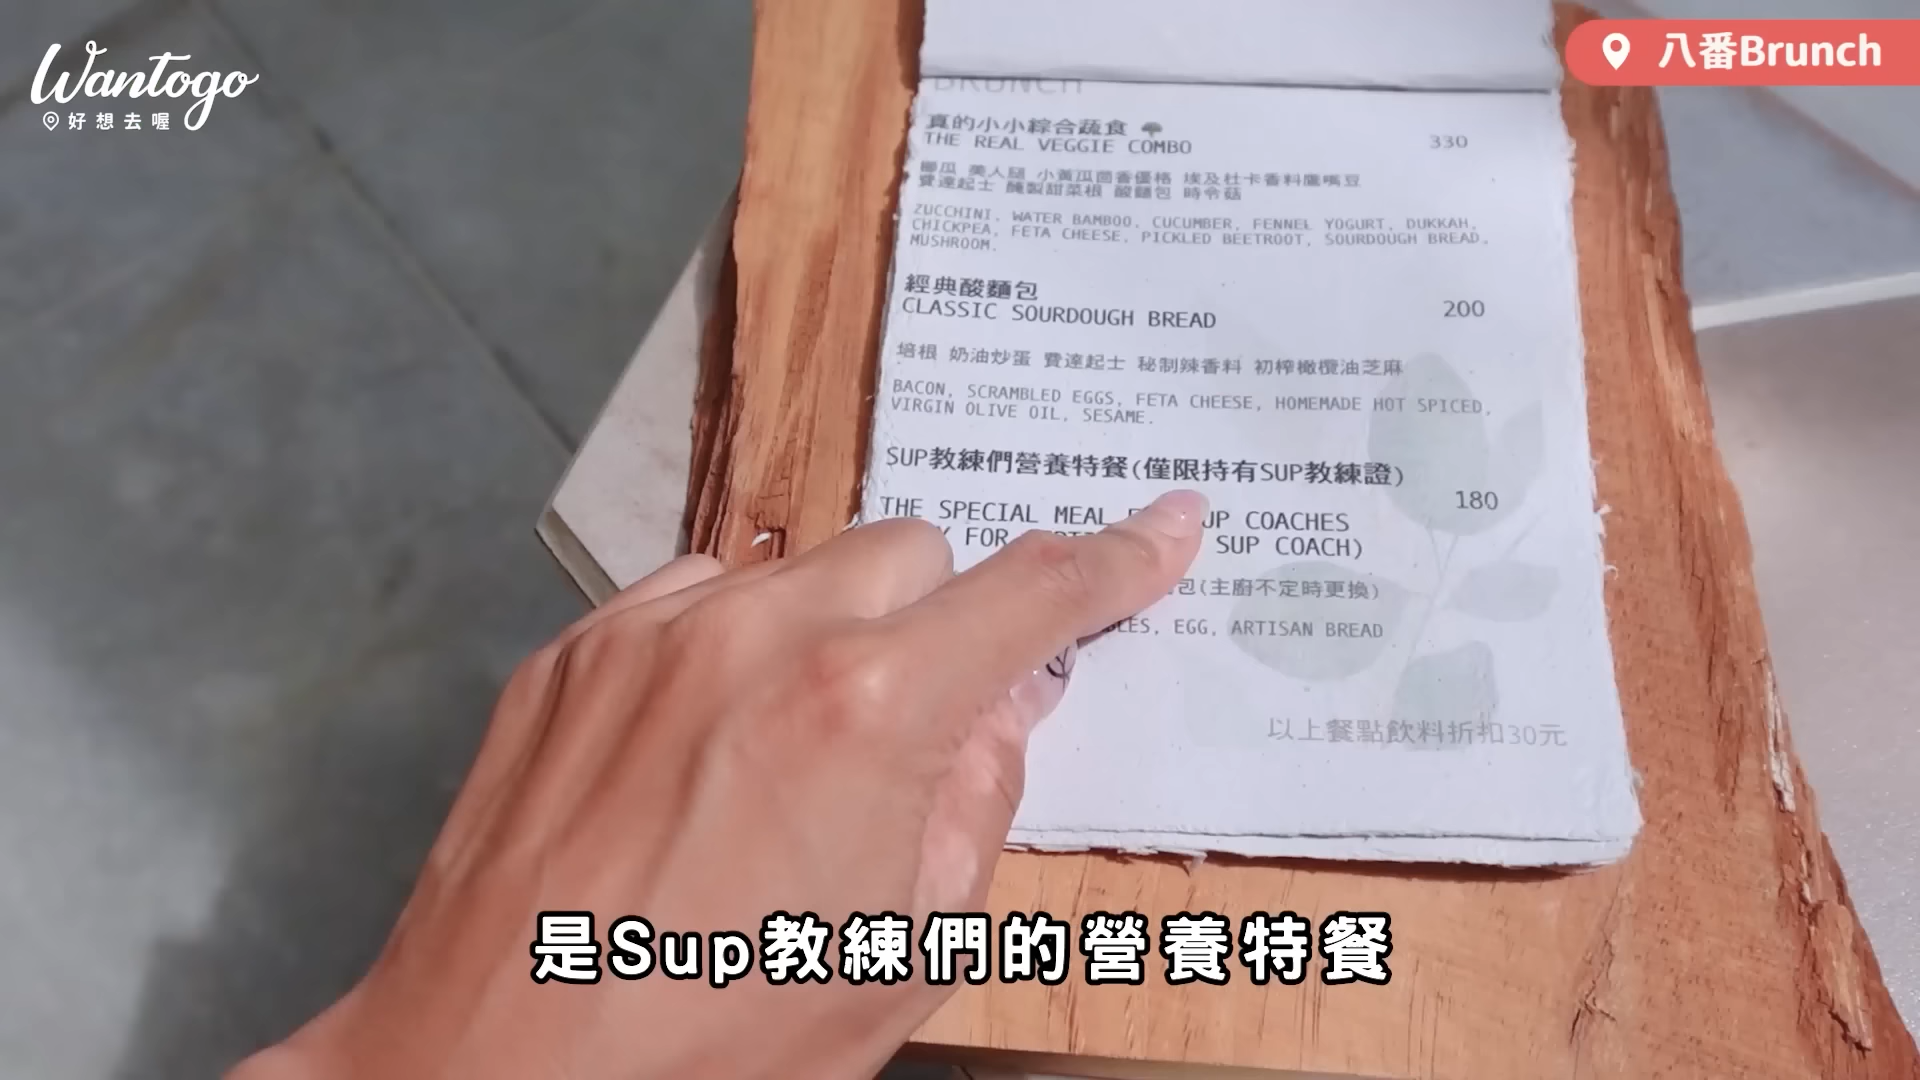 Wantogo
好想去喔
八番Brunch
BRUNCH
真的小小綜合蔬食
THE REAL VEGGIE COMBO
330
櫛瓜 美人腿 小黃瓜茴香優格 埃及杜卡香料鷹嘴豆
費達起士 醃製甜菜根 酸麵包 時令菇
ZUCCHINI, WATER BAMBOO, CUCUMBER, FENNEL YOGURT, DUKKAH,
CHICKPEA, FETA CHEESE, PICKLED BEETROOT, SOURDOUGH BREAD,
MUSHROOM.
經典酸麵包
CLASSIC SOURDOUGH BREAD
200
培根 奶油炒蛋 費達起士 秘制辣香料 初榨橄欖油芝麻
BACON, SCRAMBLED EGGS, FETA CHEESE, HOMEMADE HOT SPICED,
VIRGIN OLIVE OIL, SESAME.
SUP教練們營養特餐(僅限持有SUP教練證)
180
THE SPECIAL MEAL UP COACHES
FOR SUP COACH)
包(主廚不定時更換)
EGG, ARTISAN BREAD
以上餐點飲料折扣30元
是Sup教練們的營養特餐